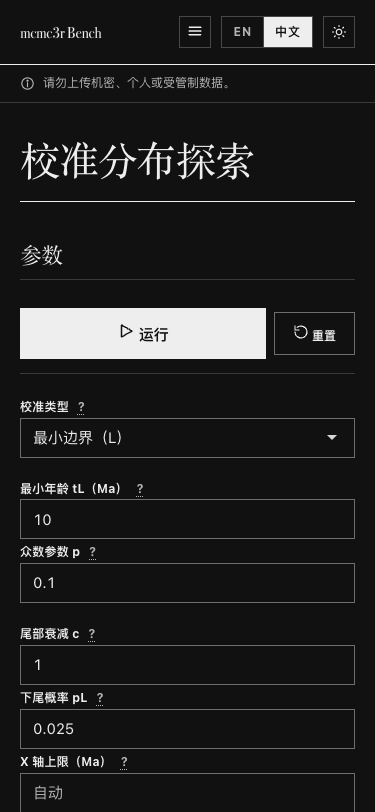 mcmc3r Bench
EN
中文
请勿上传机密、个人或受管制数据。
校准分布探索
参数
运行
重置
校准类型 ?
最小边界（L）
最小年龄 tL（Ma） ?
10
众数参数 p ?
0.1
尾部衰减 c ?
1
下尾概率 pL ?
0.025
X 轴上限（Ma） ?
自动